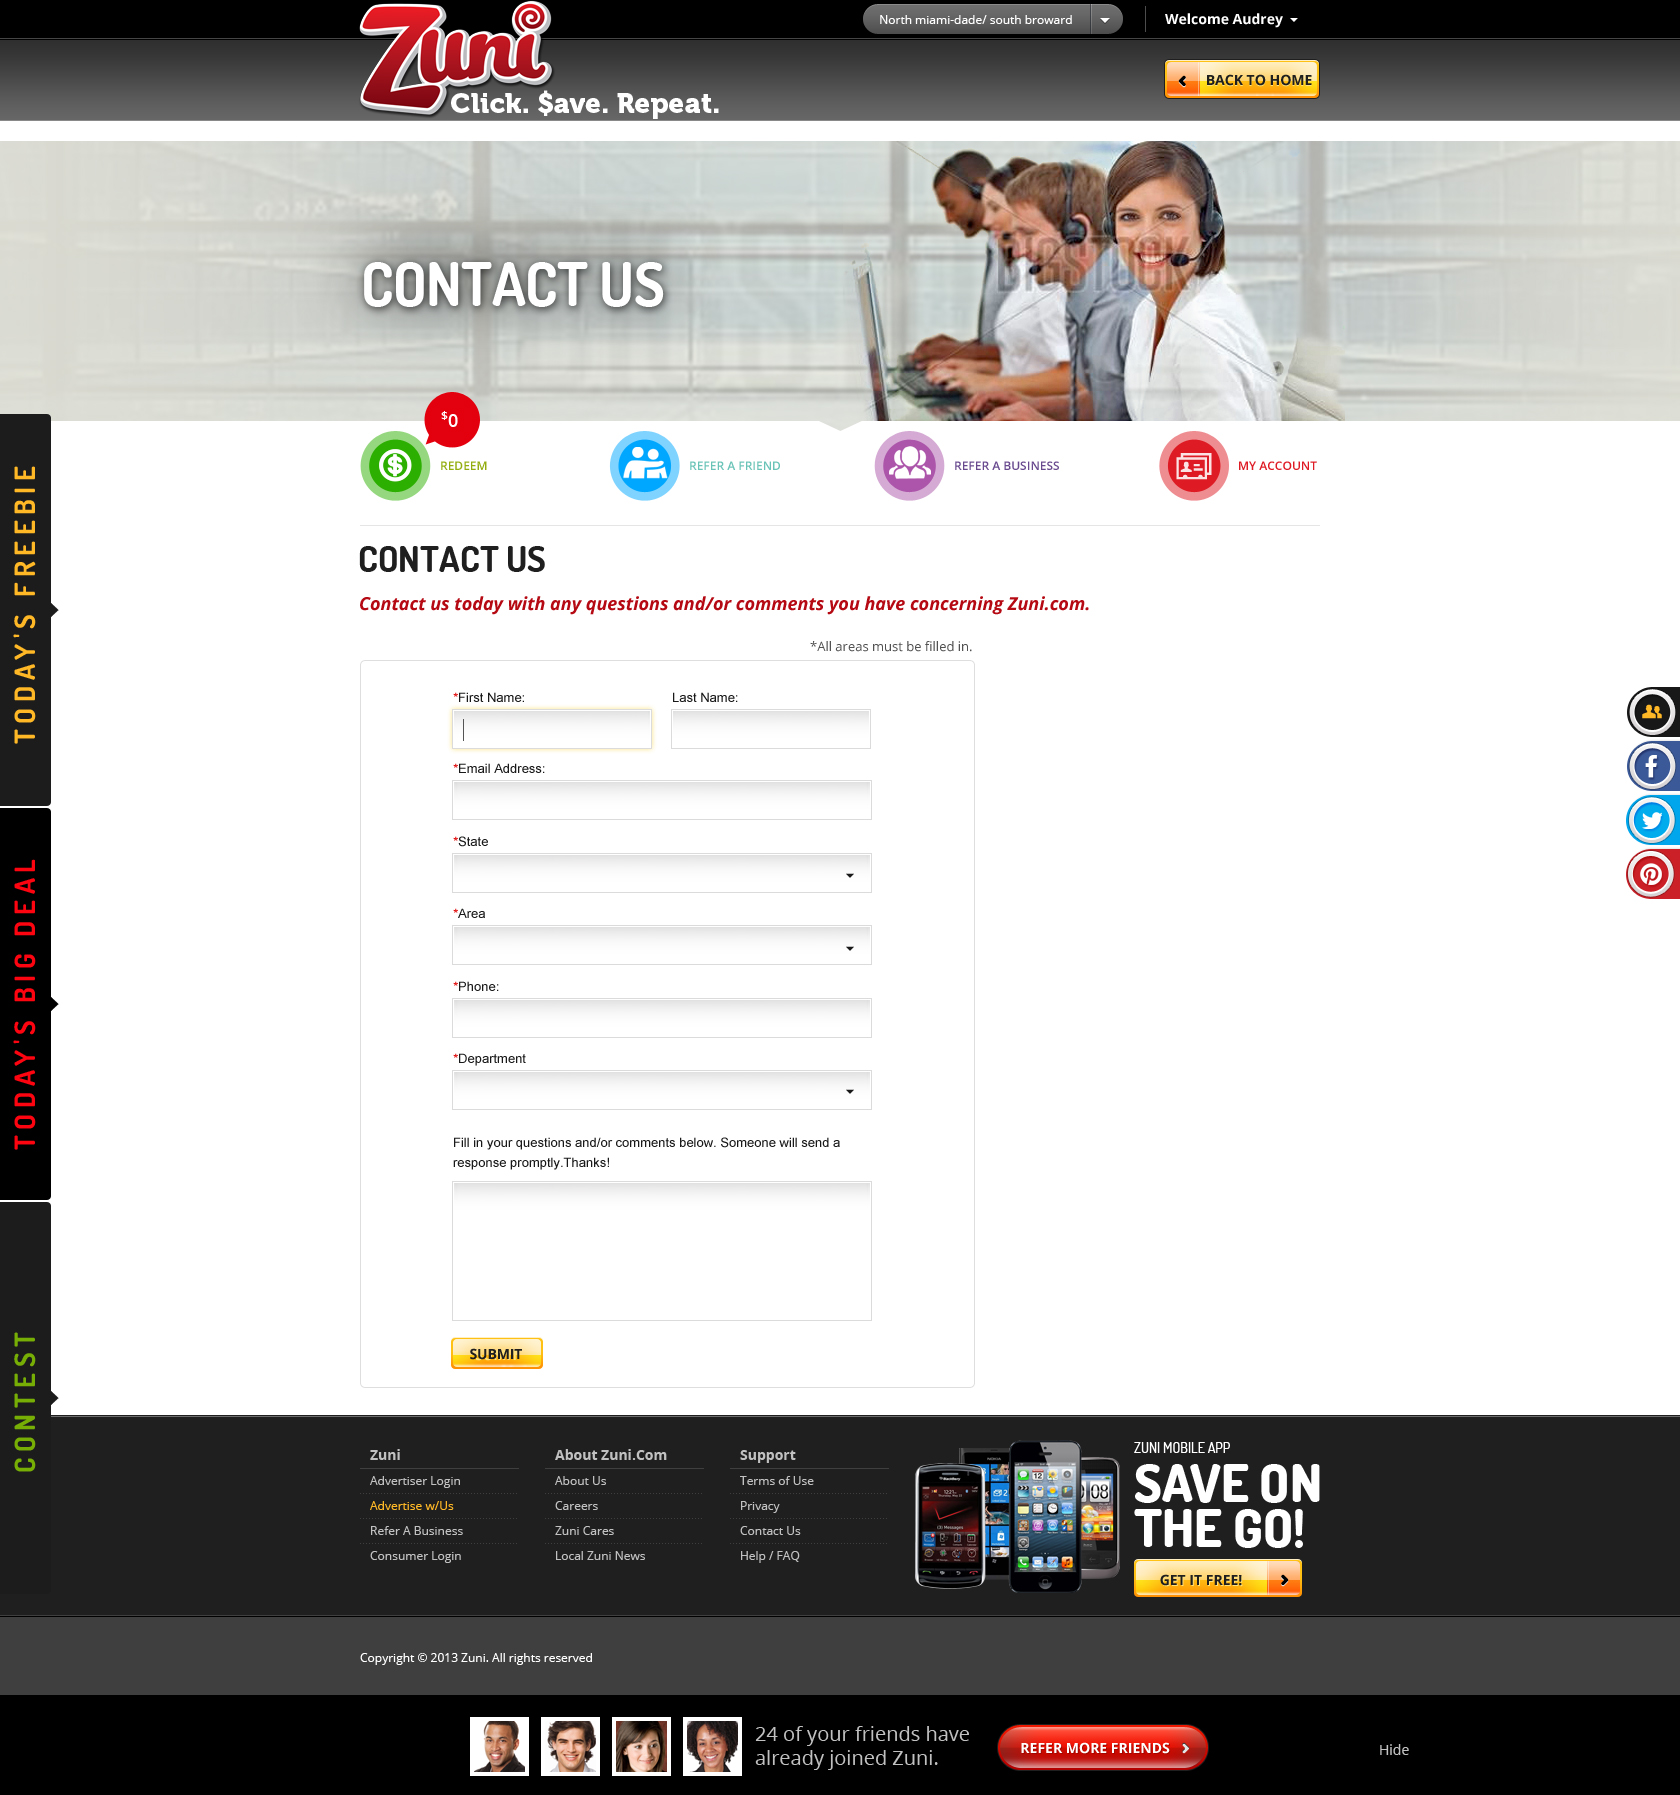 Zuni
Click. $ave. Repeat.
North miami-dade/ south broward
Welcome Audrey
BACK TO HOME
CONTACT US
BIGSTOCK
$0
REDEEM
REFER A FRIEND
REFER A BUSINESS
MY ACCOUNT
TODAY'S FREEBIE
TODAY'S BIG DEAL
CONTEST
CONTACT US
Contact us today with any questions and/or comments you have concerning Zuni.com.
*All areas must be filled in.
*First Name:
Last Name:
*Email Address:
*State
*Area
*Phone:
*Department
Fill in your questions and/or comments below. Someone will send a
response promptly.Thanks!
SUBMIT
Zuni
Advertiser Login
Advertise w/Us
Refer A Business
Consumer Login
About Zuni.Com
About Us
Careers
Zuni Cares
Local Zuni News
Support
Terms of Use
Privacy
Contact Us
Help / FAQ
ZUNI MOBILE APP
SAVE ON
THE GO!
GET IT FREE!
Copyright © 2013 Zuni. All rights reserved
24 of your friends have
already joined Zuni.
REFER MORE FRIENDS
Hide